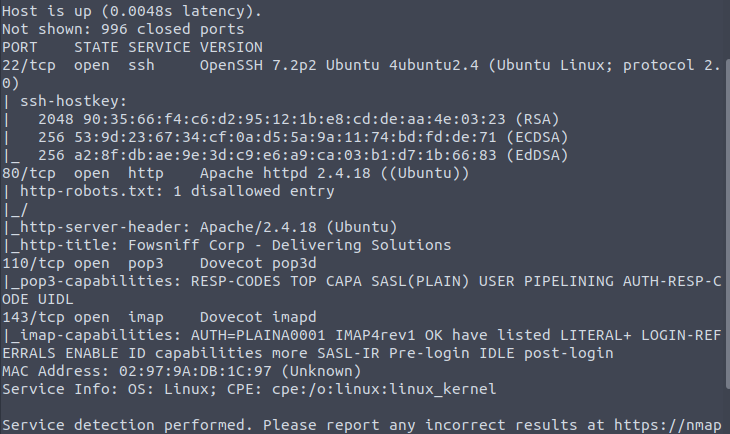 Host is up (0.0048s latency).
Not shown: 996 closed ports
PORT    STATE SERVICE VERSION
22/tcp  open  ssh     OpenSSH 7.2p2 Ubuntu 4ubuntu2.4 (Ubuntu Linux; protocol 2.
0)
| ssh-hostkey:
|   2048 90:35:66:f4:c6:d2:95:12:1b:e8:cd:de:aa:4e:03:23 (RSA)
|   256 53:9d:23:67:34:cf:0a:d5:5a:9a:11:74:bd:fd:de:71 (ECDSA)
|_  256 a2:8f:db:ae:9e:3d:c9:e6:a9:ca:03:b1:d7:1b:66:83 (EdDSA)
80/tcp  open  http    Apache httpd 2.4.18 ((Ubuntu))
| http-robots.txt: 1 disallowed entry
|_/
|_http-server-header: Apache/2.4.18 (Ubuntu)
|_http-title: Fowsniff Corp - Delivering Solutions
110/tcp open  pop3    Dovecot pop3d
|_pop3-capabilities: RESP-CODES TOP CAPA SASL(PLAIN) USER PIPELINING AUTH-RESP-C
ODE UIDL
143/tcp open  imap    Dovecot imapd
|_imap-capabilities: AUTH=PLAINA0001 IMAP4rev1 OK have listed LITERAL+ LOGIN-REF
ERRALS ENABLE ID capabilities more SASL-IR Pre-login IDLE post-login
MAC Address: 02:97:9A:DB:1C:97 (Unknown)
Service Info: OS: Linux; CPE: cpe:/o:linux:linux_kernel

Service detection performed. Please report any incorrect results at https://nmap